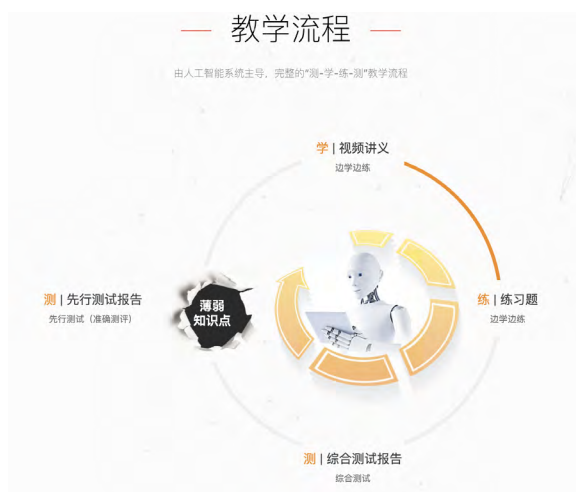 教学流程
由人工智能系统主导，完整的“测-学-练-测”教学流程
学 | 视频讲义
边学边练
测 | 先行测试报告
先行测试（准确测评）
薄弱
知识点
练 | 练习题
边学边练
测 | 综合测试报告
综合测试